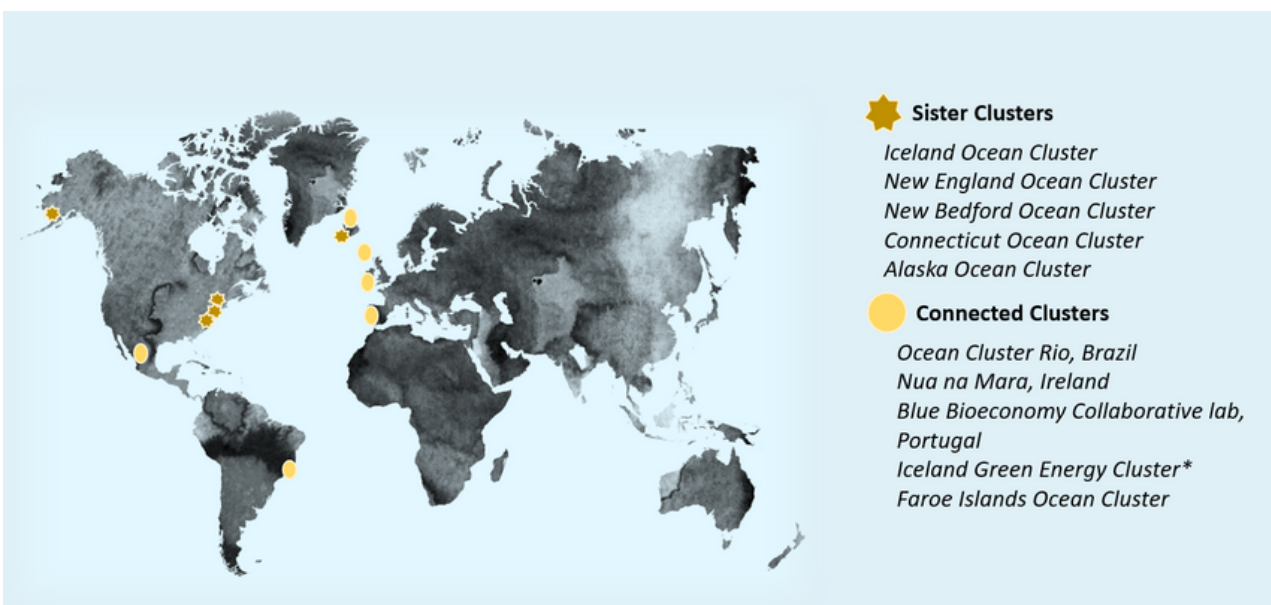 Sister Clusters
Iceland Ocean Cluster
New England Ocean Cluster
New Bedford Ocean Cluster
Connecticut Ocean Cluster
Alaska Ocean Cluster
Connected Clusters
Ocean Cluster Rio, Brazil
Nua na Mara, Ireland
Blue Bioeconomy Collaborative lab,
Portugal
Iceland Green Energy Cluster*
Faroe Islands Ocean Cluster